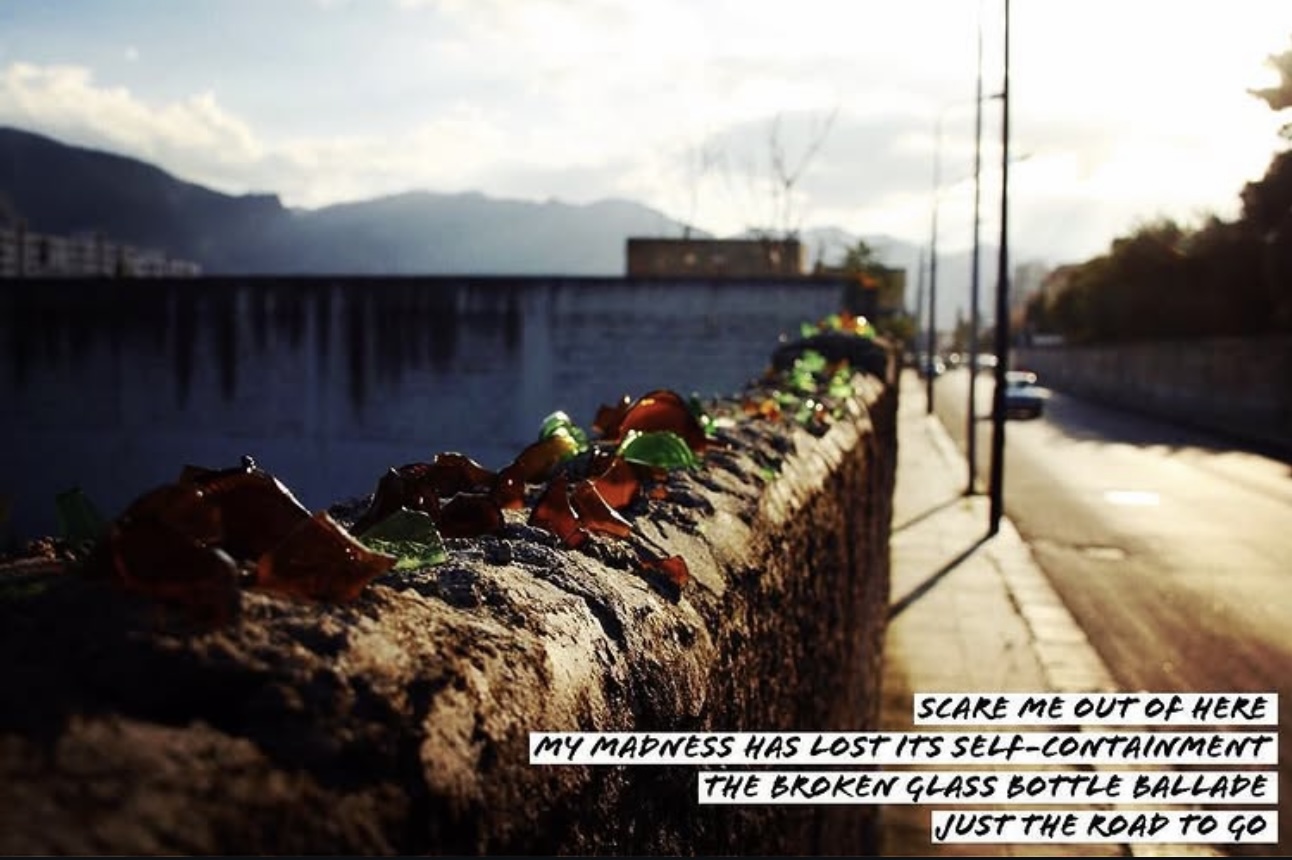 SCARE ME OUT OF HERE
MY MADNESS HAS LOST ITS SELF-CONTAINMENT
THE BROKEN GLASS BOTTLE BALLADE
JUST THE ROAD TO GO